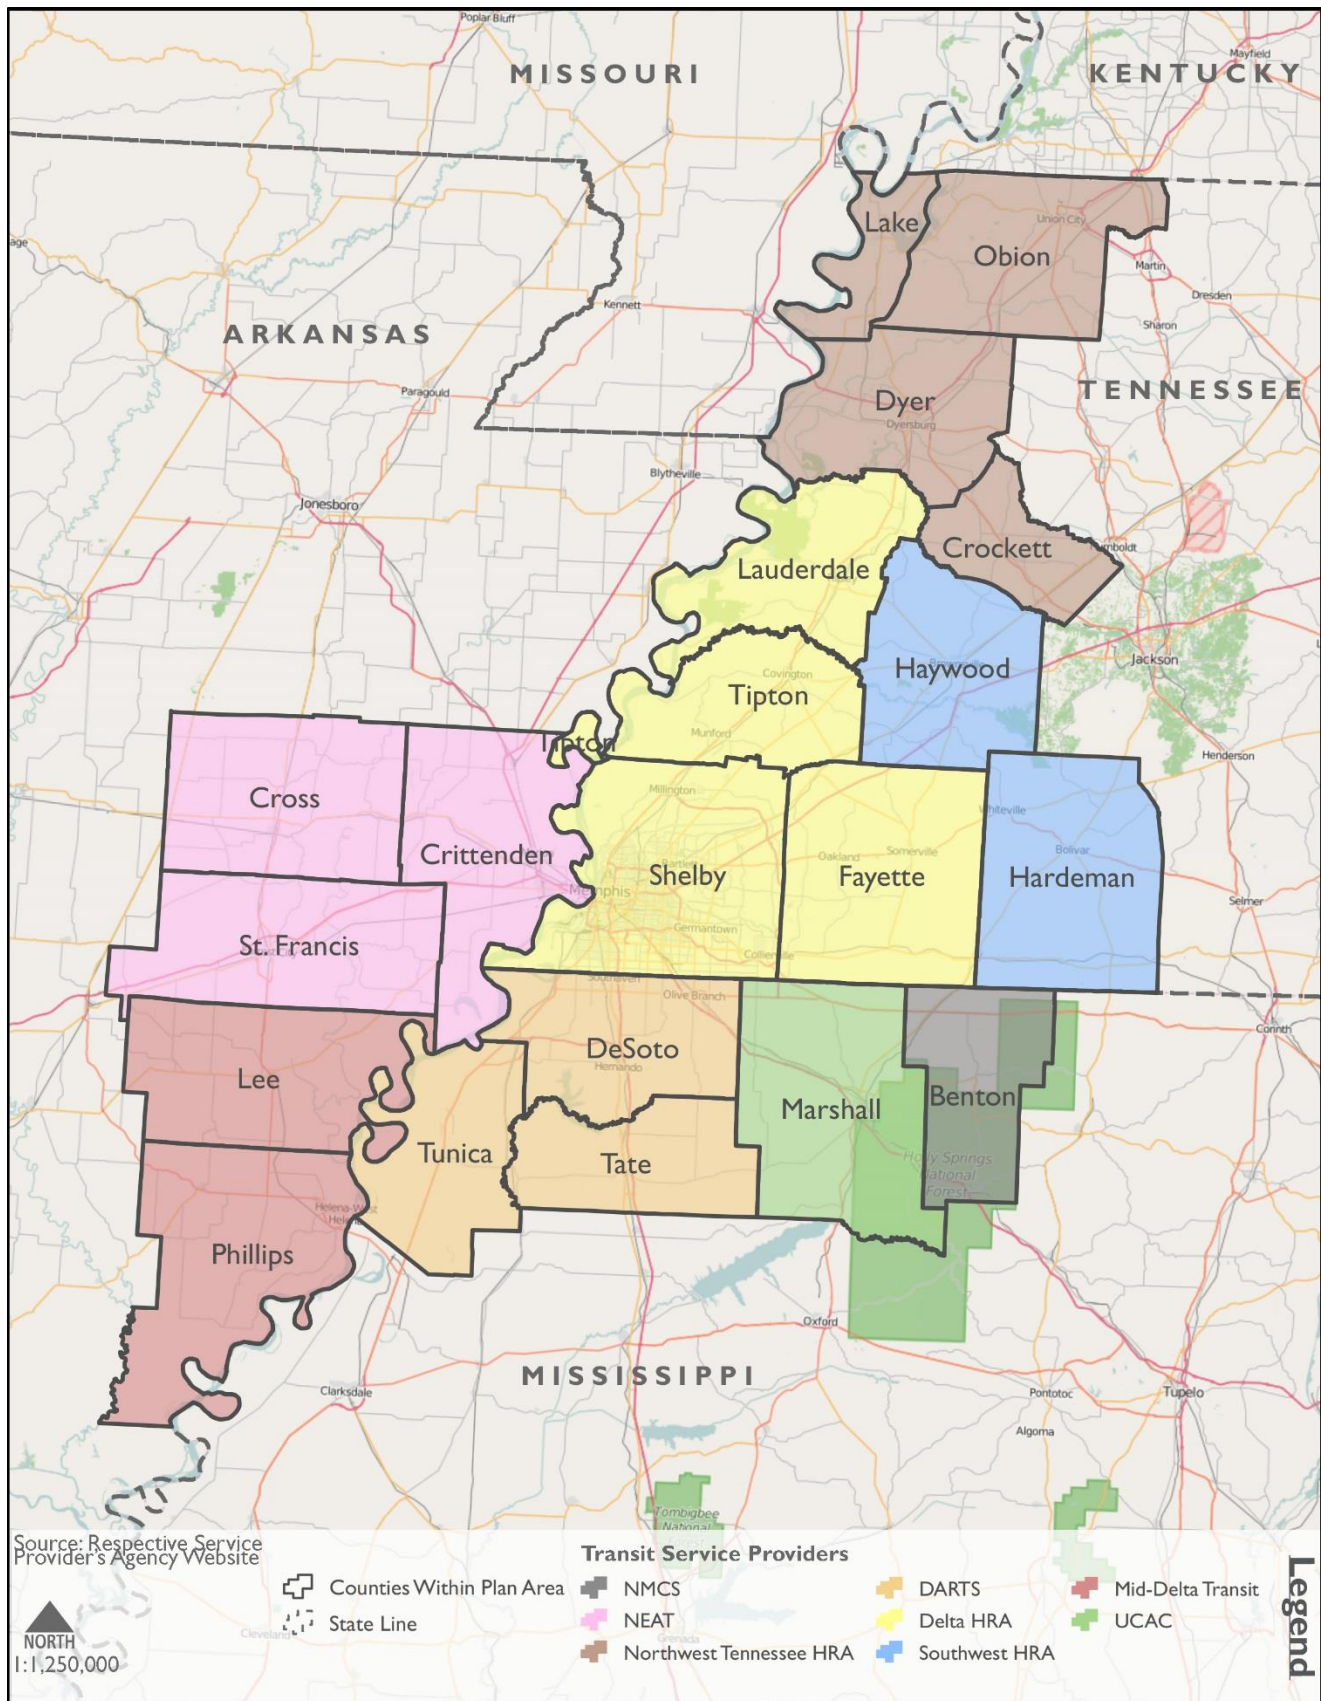 Poplar Bluff
MISSOURI
KENTUCKY
Mayfield
Lake
Union City
Obion
age
Martin
Dresden
Kennett
Sharon
ARKANSAS
TENNESSEE
Paragould
Dyer
Dyersburg
Blytheville
Jonesboro
Crockett
Humboldt
Lauderdale
Haywood
Jackson
Covington
Tipton
Munford
Tipton
Henderson
Cross
Millington
Whiteville
Crittenden
Bartlett
Oakland
Somerville
Bolivar
Shelby
Fayette
Hardeman
Memphis
Selmer
Germantown
St. Francis
Collierville
Southaven
Olive Branch
Corinth
DeSoto
Hernando
Lee
Marshall
Benton
Tunica
Tate
Holly Springs
National
Forest
Helena-West
Helena
Phillips
Oxford
MISSISSIPPI
Clarksdale
Pontotoc
Tupelo
Algoma
Tombigbee
National
Source: Respective Service
Provider's Agency Website
Transit Service Providers
Counties Within Plan Area
State Line
NMCS
NEAT
Northwest Tennessee HRA
DARTS
Delta HRA
Southwest HRA
Mid-Delta Transit
UCAC
Legend
NORTH
1:1,250,000
Cleveland
Grenada